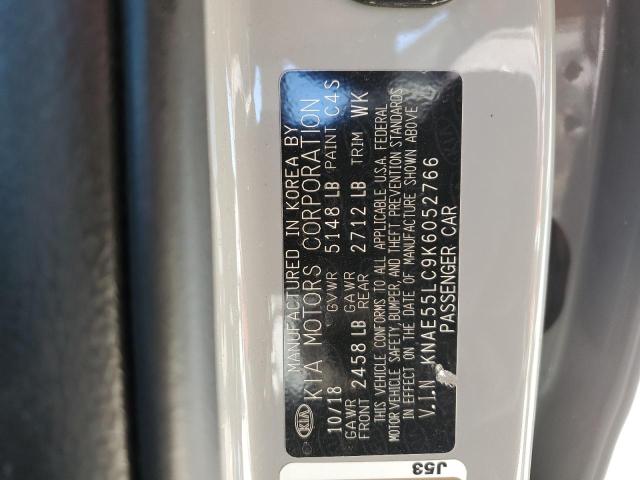 MANUFACTURED IN KOREA BY
KIA KIA MOTORS CORPORATION
10/18 GVWR 5148 LB PAINT C4S
GAWR FRONT 2458 LB GAWR REAR 2712 LB TRIM WK
THIS VEHICLE CONFORMS TO ALL APPLICABLE U.S.A. FEDERAL
MOTOR VEHICLE SAFETY, BUMPER, AND THEFT PREVENTION STANDARDS
IN EFFECT ON THE DATE OF MANUFACTURE SHOWN ABOVE
V.I.N KNAE55LC9K6052766
PASSENGER CAR
J53